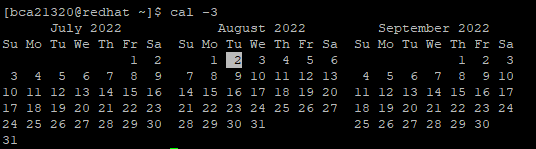 [bca21320@redhat ~]$ cal -3
      July 2022            August 2022          September 2022
Su Mo Tu We Th Fr Sa  Su Mo Tu We Th Fr Sa  Su Mo Tu We Th Fr Sa
                1  2      1  2  3  4  5  6               1  2  3
 3  4  5  6  7  8  9   7  8  9 10 11 12 13   4  5  6  7  8  9 10
10 11 12 13 14 15 16  14 15 16 17 18 19 20  11 12 13 14 15 16 17
17 18 19 20 21 22 23  21 22 23 24 25 26 27  18 19 20 21 22 23 24
24 25 26 27 28 29 30  28 29 30 31           25 26 27 28 29 30
31